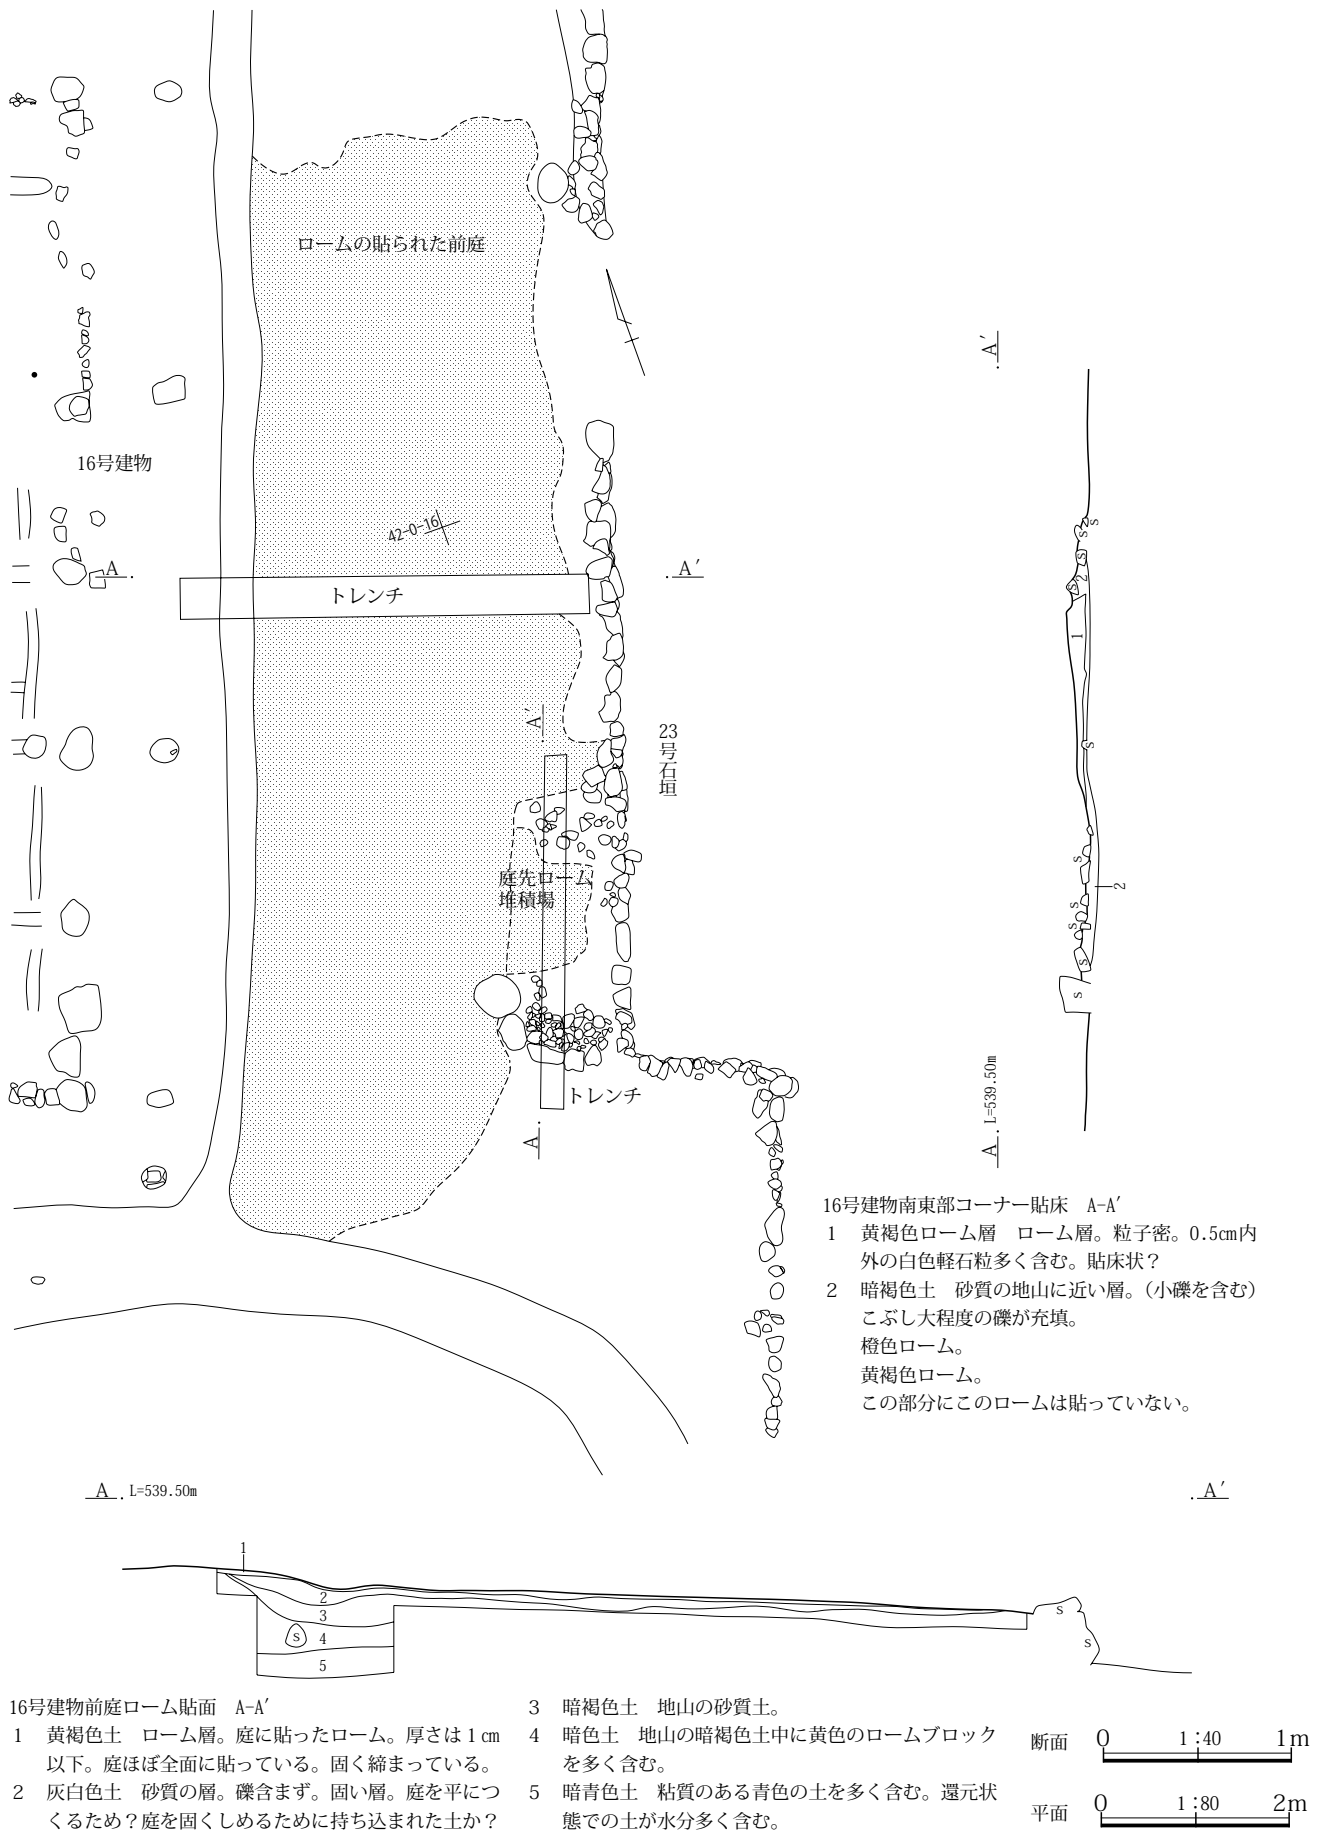 ロームの貼られた前庭
A′
16号建物
42-0-16
A
A′
トレンチ
A′
23号石垣
庭先ローム
堆積場
トレンチ
A
S
S
S
2
S
1
S
S
2
S
S
S
S
A L=539.50m
16号建物南東部コーナー貼床　A-A′
1　黄褐色ローム層　ローム層。粒子密。0.5cm内
外の白色軽石粒多く含む。貼床状？
2　暗褐色土　砂質の地山に近い層。（小礫を含む）
こぶし大程度の礫が充填。
橙色ローム。
黄褐色ローム。
この部分にこのロームは貼っていない。
A L=539.50m
A′
1
2
3
S 4
5
S
S
16号建物前庭ローム貼面　A-A′
1　黄褐色土　ローム層。庭に貼ったローム。厚さは１cm
以下。庭ほぼ全面に貼っている。固く締まっている。
2　灰白色土　砂質の層。礫含まず。固い層。庭を平につ
くるため？庭を固くしめるために持ち込まれた土か？
3　暗褐色土　地山の砂質土。
4　暗色土　地山の暗褐色土中に黄色のロームブロック
を多く含む。
5　暗青色土　粘質のある青色の土を多く含む。還元状
態での土が水分多く含む。
断面　0　1:40　1m
平面　0　1:80　2m